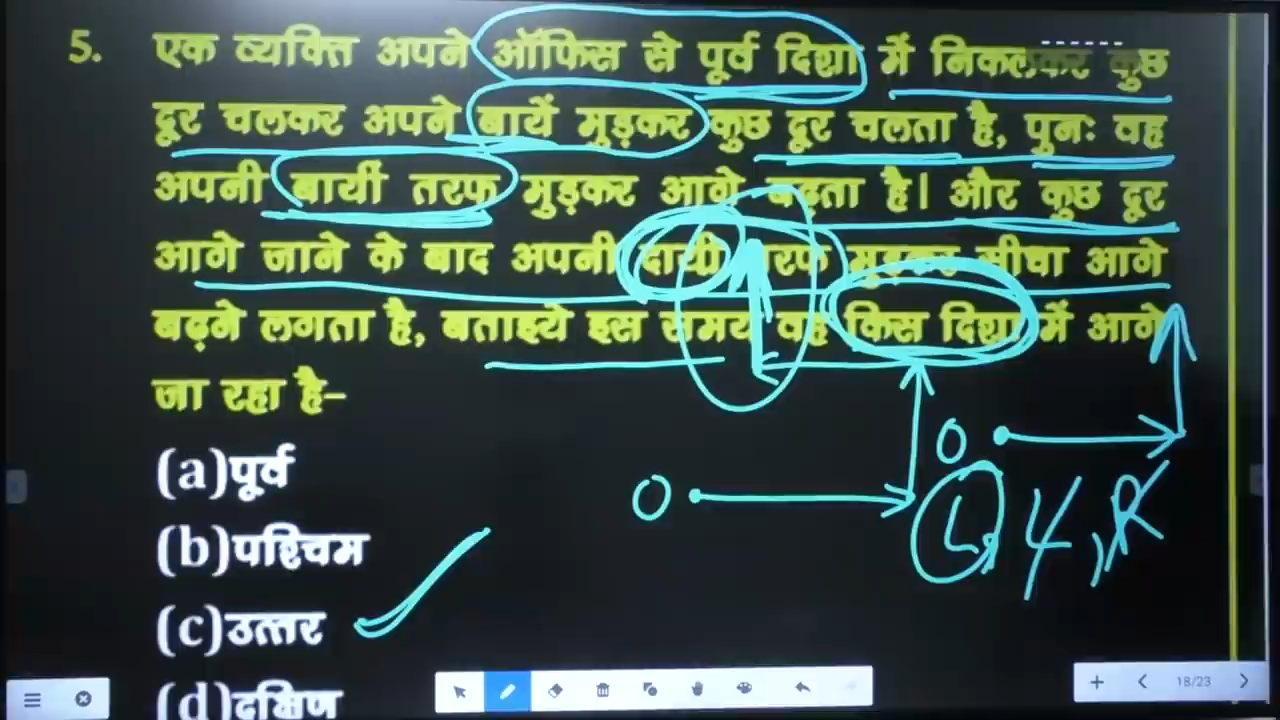 5. एक व्यक्ति अपने ऑफिस से पूर्व दिशा में निकलकर कुछ
दूर चलकर अपने बायें मुड़कर कुछ दूर चलता है, पुनः वह
अपनी बायीं तरफ मुड़कर आगे बढ़ता है। और कुछ दूर
आगे जाने के बाद अपनी दायी तरफ मुड़कर सीधा आगे
बढ़ने लगता है, बताइये इस समय वह किस दिशा में आगे
जा रहा है-
(a)पूर्व
O
(b)पश्चिम
O
L, L, R
(c)उत्तर
(d)दक्षिण
18/23